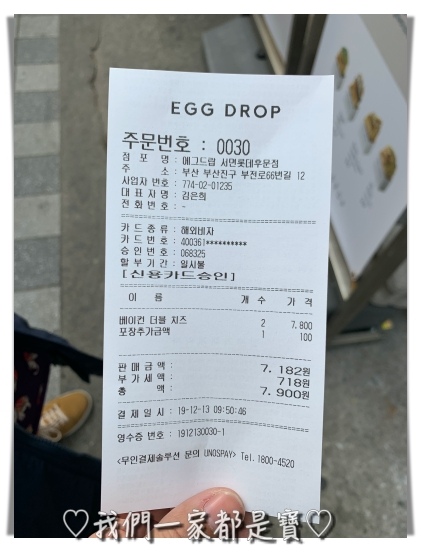 EGG DROP
주문번호 : 0030
점 포 명 : 에그드랍 서면롯데후문점
주 소 : 부산 부산진구 부전로66번길 12
사업자 번호 : 774-02-01235
대 표 자 명 : 김은희
전 화 번 호 : -
카 드 종 류 : 해외비자
카 드 번 호 : 400361**********
승 인 번 호 : 068325
할 부 기 간 : 일시불
[신용카드승인]
이 름 개 수 가 격
베이컨 더블 치즈 2 7,800
포장추가금액 1 100
판 매 금 액 : 7,182원
부 가 세 액 : 718원
총 액 : 7,900원
결 제 일 시 : 19-12-13 09:50:46
영수증 번호 : 1912130030-1
<무인결제솔루션 문의 UNOSPAY> Tel.1800-4520
♡我們一家都是寶♡